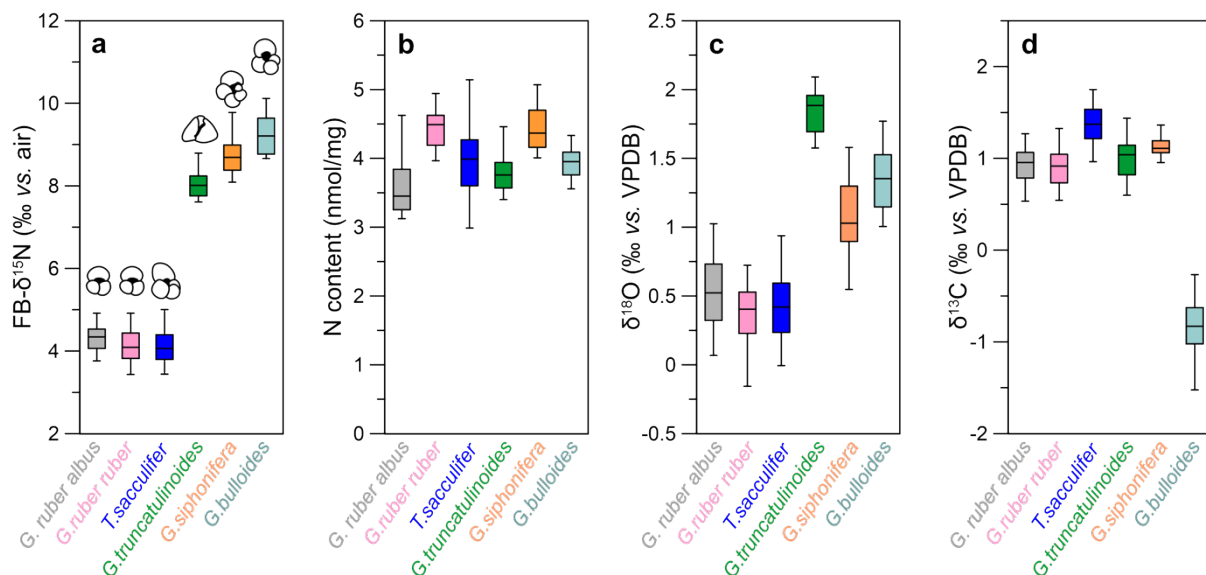 a
FB-δ¹⁵N (‰ vs. air)
12
10
8
6
4
2
G. ruber albus
G.ruber ruber
T.sacculifer
G.truncatulinoides
G.siphonifera
G.bulloides
b
N content (nmol/mg)
6
5
4
3
2
1
0
G. ruber albus
G.ruber ruber
T.sacculifer
G.truncatulinoides
G.siphonifera
G.bulloides
c
δ¹⁸O (‰ vs. VPDB)
2.5
2
1.5
1
0.5
0
-0.5
G. ruber albus
G.ruber ruber
T.sacculifer
G.truncatulinoides
G.siphonifera
G.bulloides
d
δ¹³C (‰ vs. VPDB)
2
1
0
-1
-2
G. ruber albus
G.ruber ruber
T.sacculifer
G.truncatulinoides
G.siphonifera
G.bulloides